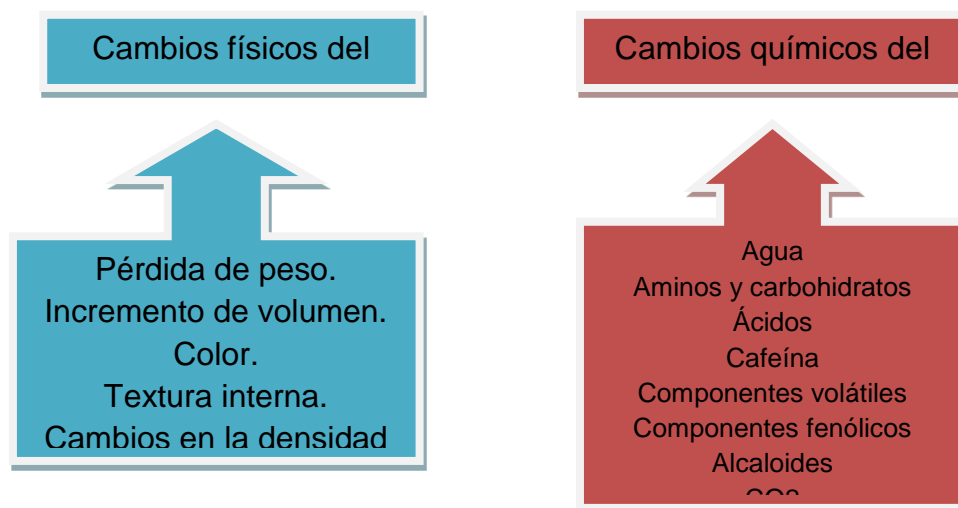 Cambios físicos del
Pérdida de peso.
Incremento de volumen.
Color.
Textura interna.
Cambios en la densidad
Cambios químicos del
Agua
Aminos y carbohidratos
Ácidos
Cafeína
Componentes volátiles
Componentes fenólicos
Alcaloides